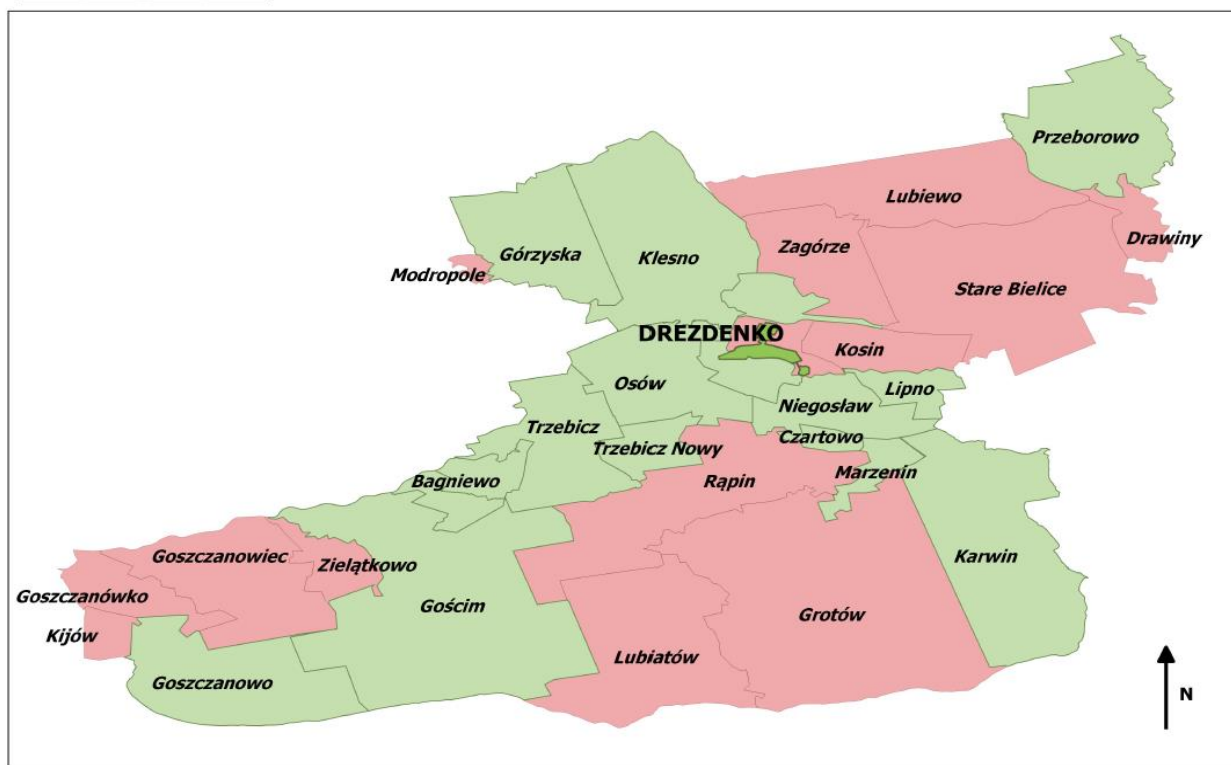 Przeborowo
Lubiewo
Drawiny
Zagórze
Górzyska
Klesno
Modropole
Stare Bielice
DREZDENKO
Kosin
Osów
Lipno
Niegosław
Trzebicz
Czartowo
Trzebicz Nowy
Marzenin
Bagniewo
Rąpin
Goszczanowiec
Zielątkowo
Karwin
Goszczanówko
Gościm
Grotów
Kijów
Lubiatów
Goszczanowo
N